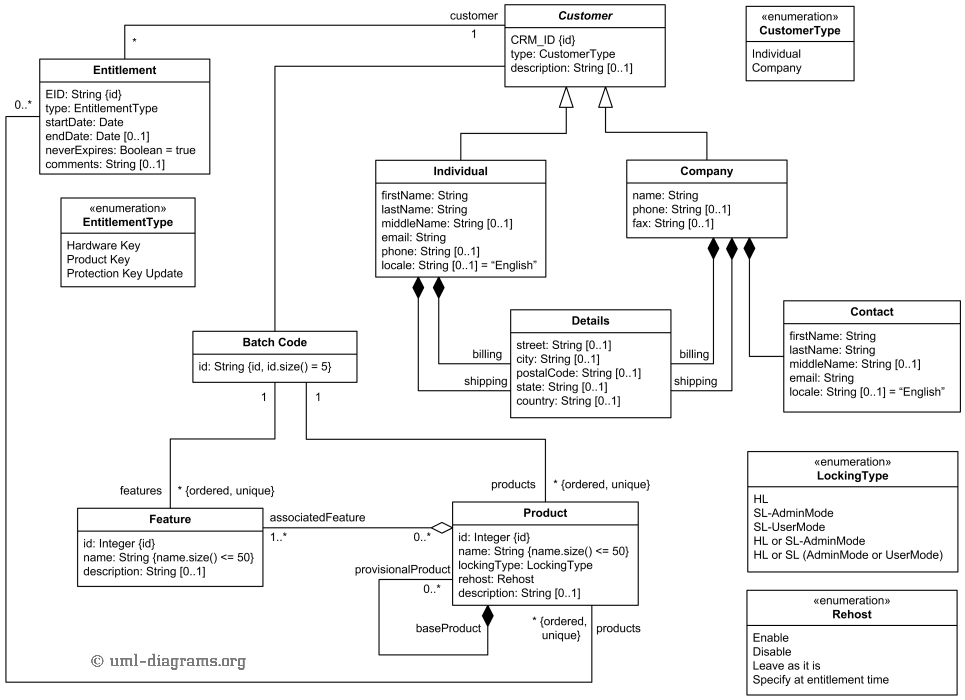 customer
1
*
Customer
CRM_ID {id}
type: CustomerType
description: String [0..1]
«enumeration»
CustomerType
Individual
Company
Entitlement
EID: String {id}
type: EntitlementType
startDate: Date
endDate: Date [0..1]
neverExpires: Boolean = true
comments: String [0..1]
0..*
«enumeration»
EntitlementType
Hardware Key
Product Key
Protection Key Update
Individual
firstName: String
lastName: String
middleName: String [0..1]
email: String
phone: String [0..1]
locale: String [0..1] = “English”
Company
name: String
phone: String [0..1]
fax: String [0..1]
Details
street: String [0..1]
city: String [0..1]
postalCode: String [0..1]
state: String [0..1]
country: String [0..1]
billing
shipping
billing
shipping
Contact
firstName: String
lastName: String
middleName: String [0..1]
email: String
locale: String [0..1] = “English”
Batch Code
id: String {id, id.size() = 5}
1
1
features
* {ordered, unique}
products
* {ordered, unique}
Feature
id: Integer {id}
name: String {name.size() <= 50}
description: String [0..1]
associatedFeature
1..*
0..*
Product
id: Integer {id}
name: String {name.size() <= 50}
lockingType: LockingType
rehost: Rehost
description: String [0..1]
provisionalProduct
0..*
baseProduct
* {ordered,
unique}
products
«enumeration»
LockingType
HL
SL-AdminMode
SL-UserMode
HL or SL-AdminMode
HL or SL (AdminMode or UserMode)
«enumeration»
Rehost
Enable
Disable
Leave as it is
Specify at entitlement time
© uml-diagrams.org